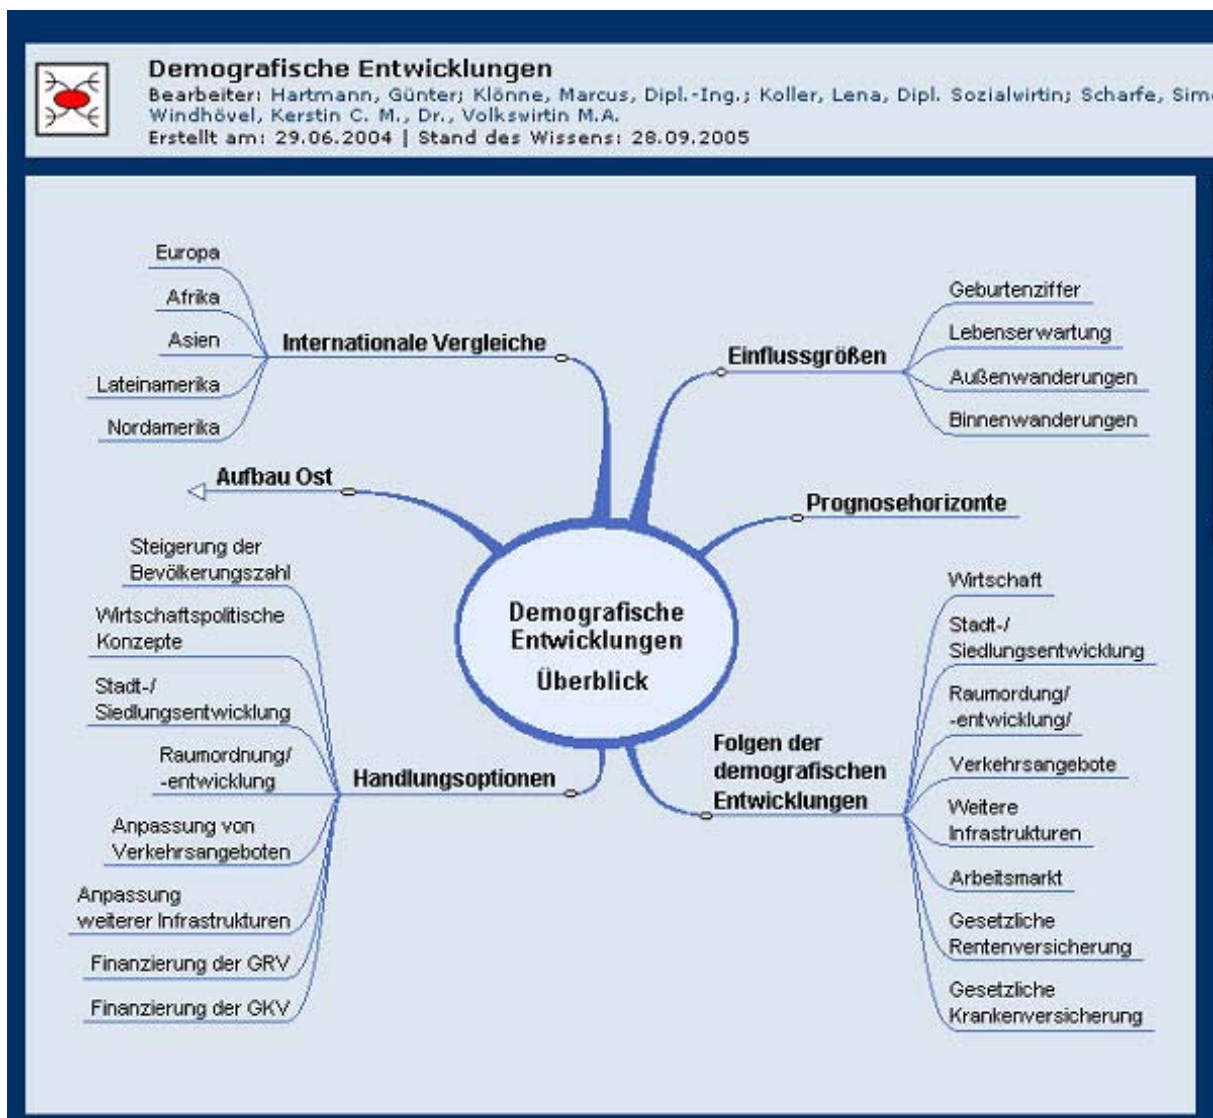 Demografische Entwicklungen
Bearbeiter: Hartmann, Günter; Klönne, Marcus, Dipl.-Ing.; Koller, Lena, Dipl. Sozialwirtin; Scharfe,
Windhövel, Kerstin C. M., Dr., Volkswirtin M.A.
Erstellt am: 29.06.2004 | Stand des Wissens: 28.09.2005
Europa
Afrika
Asien
Lateinamerika
Nordamerika
Internationale Vergleiche
Einflussgrößen
Geburtenziffer
Lebenserwartung
Außenwanderungen
Binnenwanderungen
Aufbau Ost
Prognosehorizonte
Demografische
Entwicklungen
Überblick
Steigerung der
Bevölkerungszahl
Wirtschaftspolitische
Konzepte
Stadt-/
Siedlungsentwicklung
Raumordnung/
-entwicklung
Anpassung von
Verkehrsangeboten
Anpassung
weiterer Infrastrukturen
Finanzierung der GRV
Finanzierung der GKV
Handlungsoptionen
Folgen der
demografischen
Entwicklungen
Wirtschaft
Stadt-/
Siedlungsentwicklung
Raumordung/
-entwicklung/
Verkehrsangebote
Weitere
Infrastrukturen
Arbeitsmarkt
Gesetzliche
Rentenversicherung
Gesetzliche
Krankenversicherung